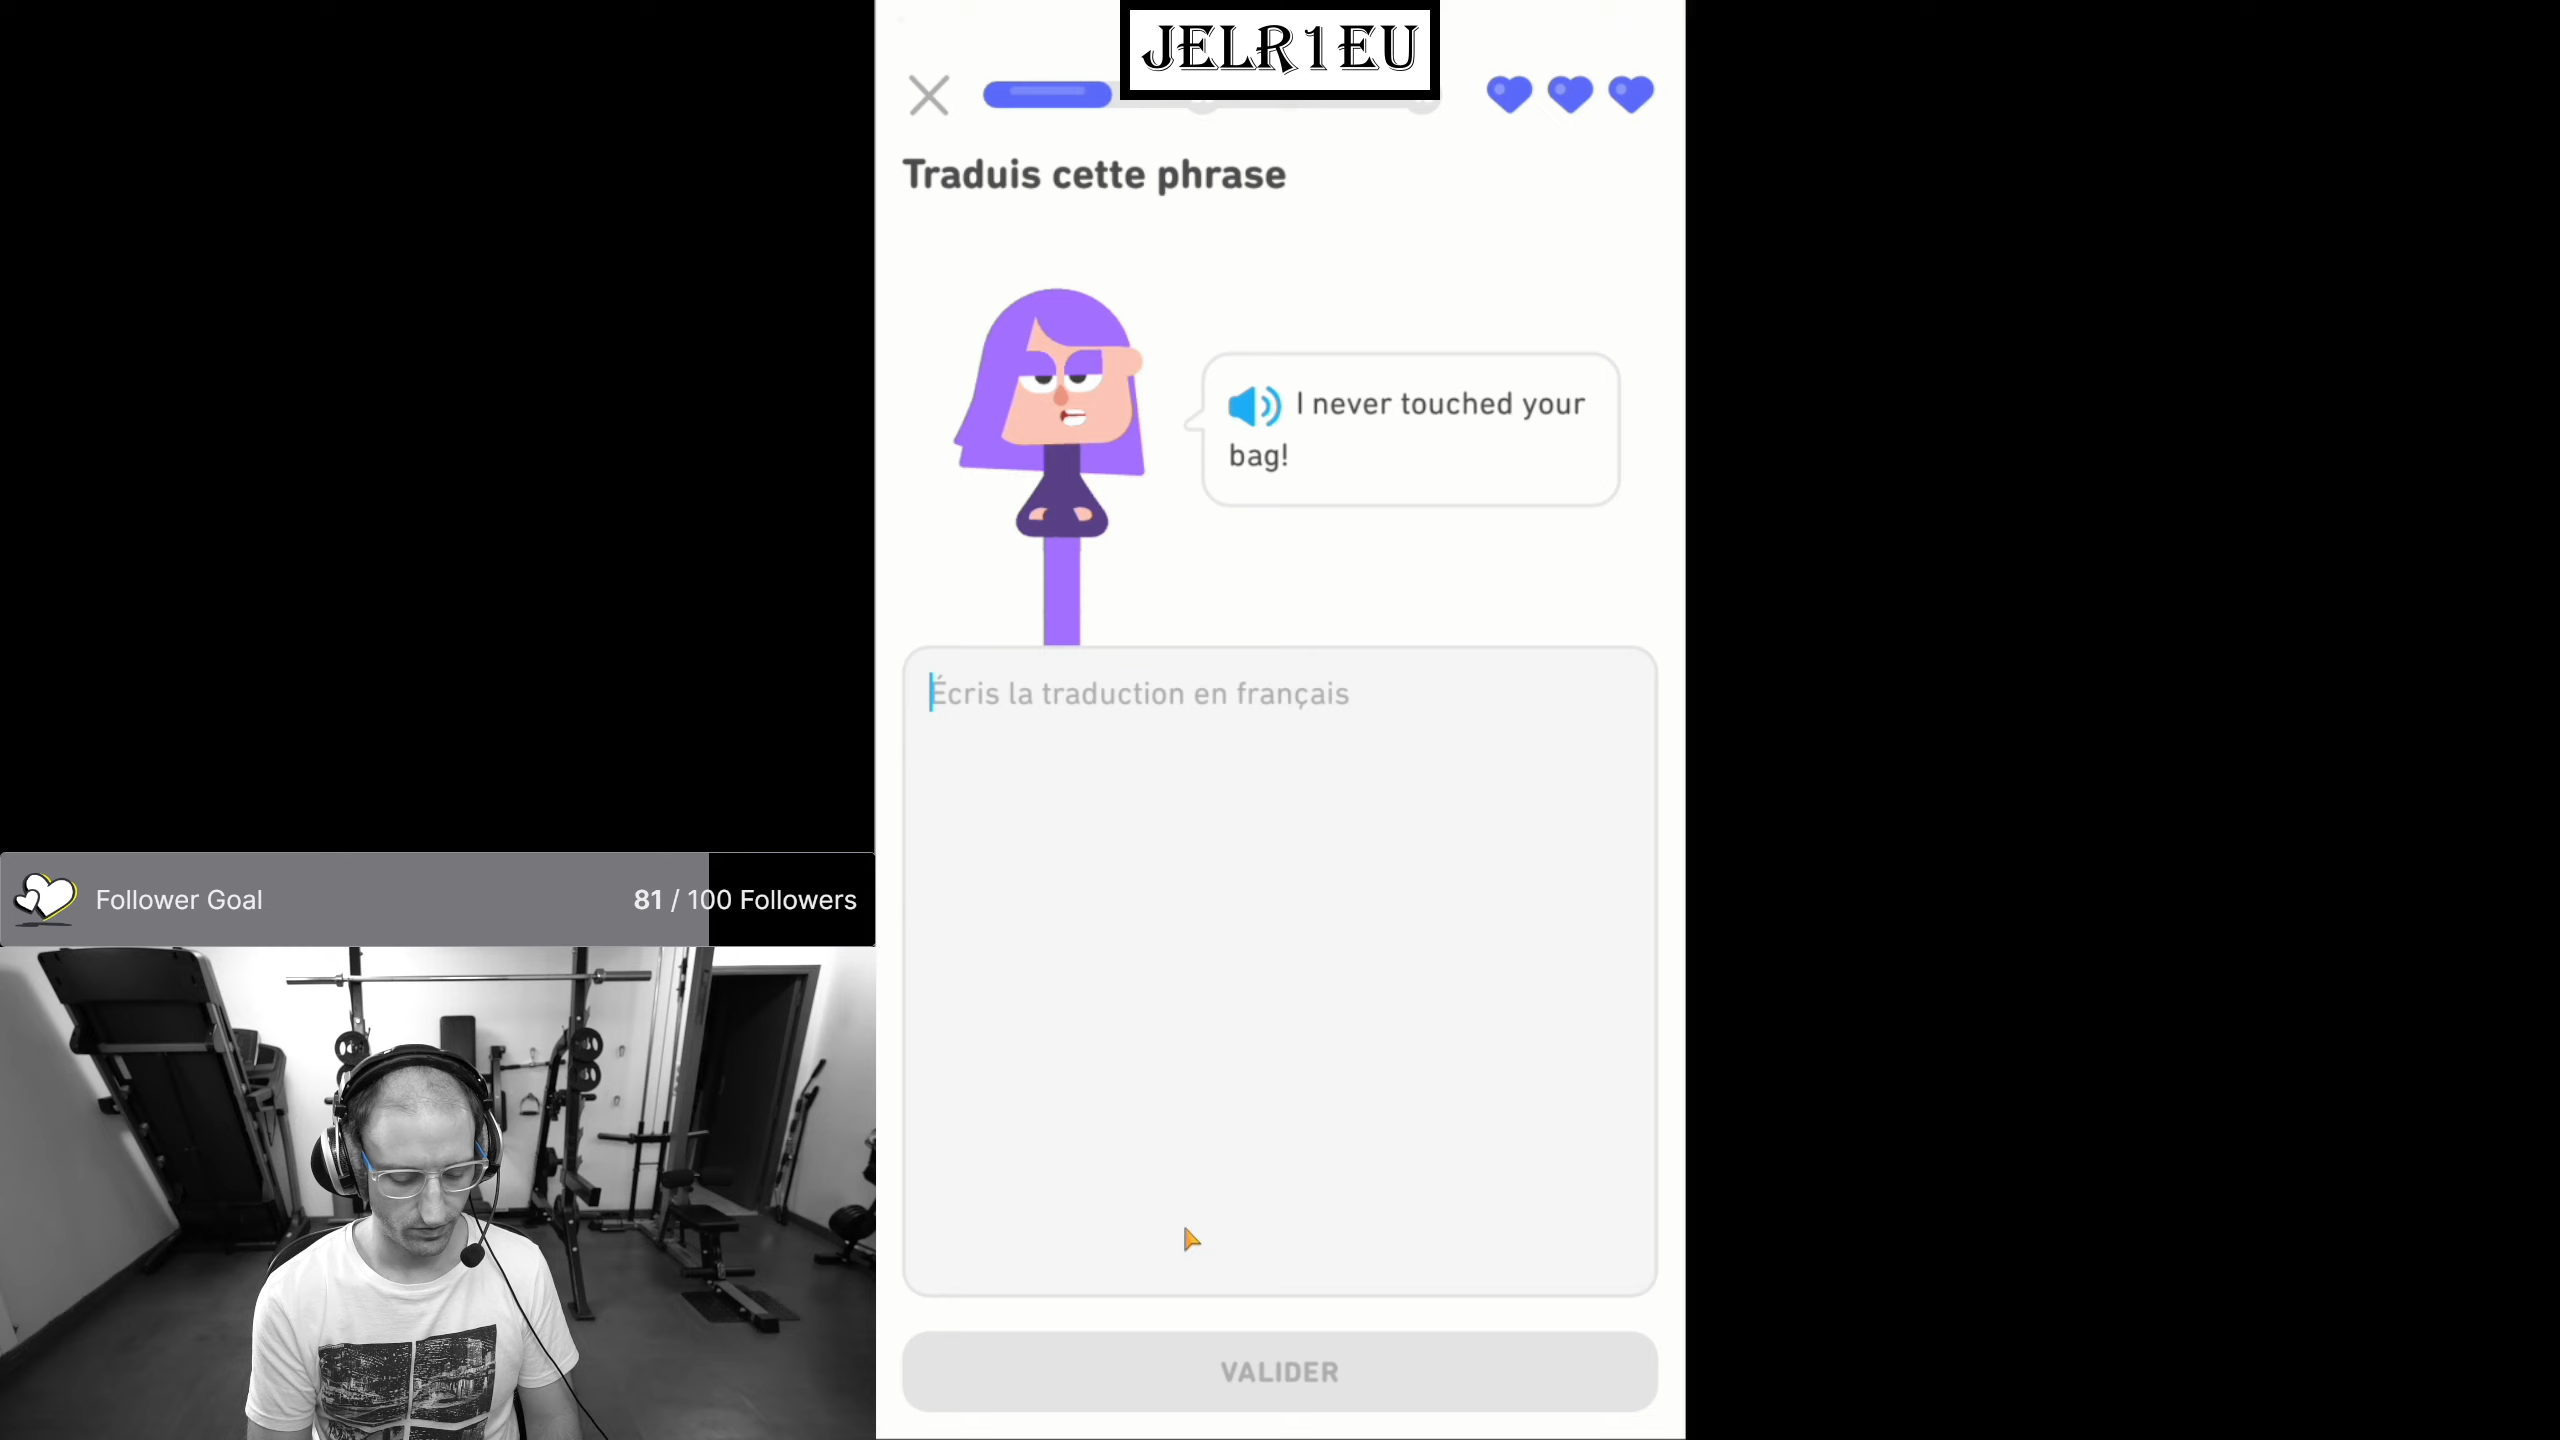 JELR1EU
Traduis cette phrase
I never touched your
bag!
Écris la traduction en français
Follower Goal
81 / 100 Followers
VALIDER